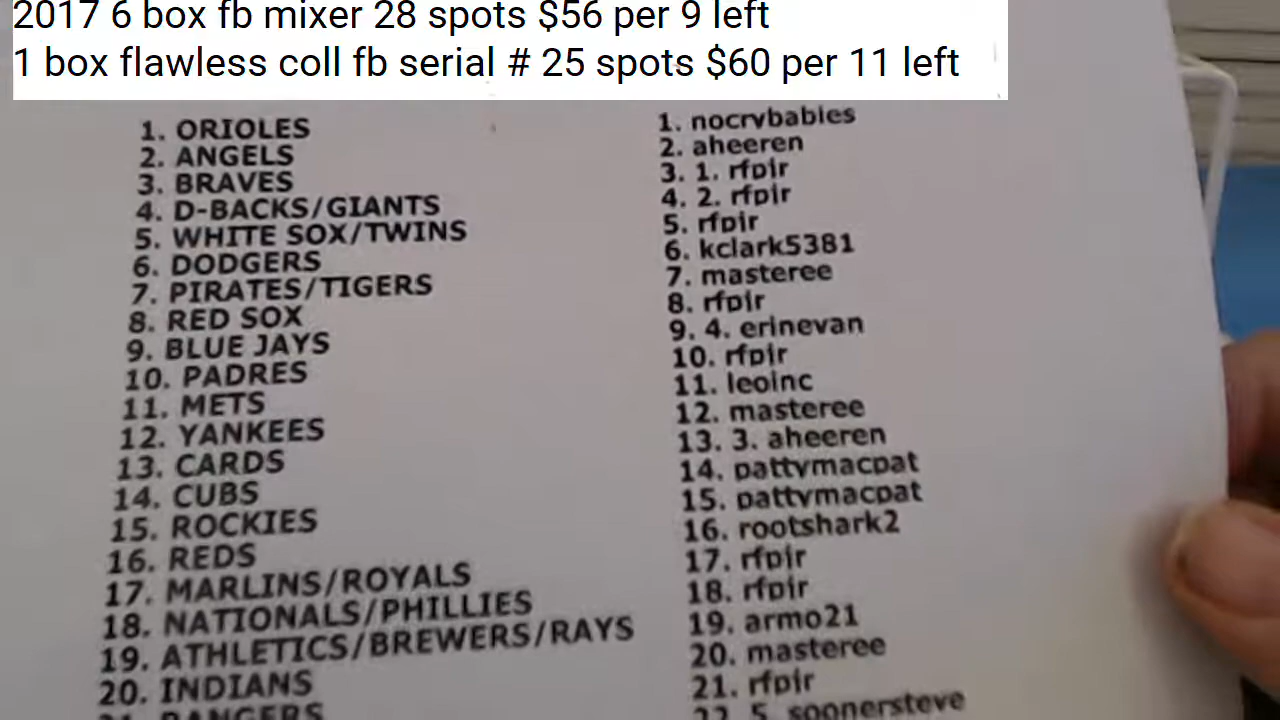 2017 6 box fb mixer 28 spots $56 per 9 left
1 box flawless coll fb serial # 25 spots $60 per 11 left
1. ORIOLES
2. ANGELS
3. BRAVES
4. D-BACKS/GIANTS
5. WHITE SOX/TWINS
6. DODGERS
7. PIRATES/TIGERS
8. RED SOX
9. BLUE JAYS
10. PADRES
11. METS
12. YANKEES
13. CARDS
14. CUBS
15. ROCKIES
16. REDS
17. MARLINS/ROYALS
18. NATIONALS/PHILLIES
19. ATHLETICS/BREWERS/RAYS
20. INDIANS
21. RANGERS
1. nocrybabies
2. aheeren
3. 1. rfpir
4. 2. rfpir
5. rfpir
6. kclark5381
7. masteree
8. rfpir
9. 4. erinevan
10. rfpir
11. leoinc
12. masteree
13. 3. aheeren
14. pattymacpat
15. pattymacpat
16. rootshark2
17. rfpir
18. rfpir
19. armo21
20. masteree
21. rfpir
22. 5. soonersteve